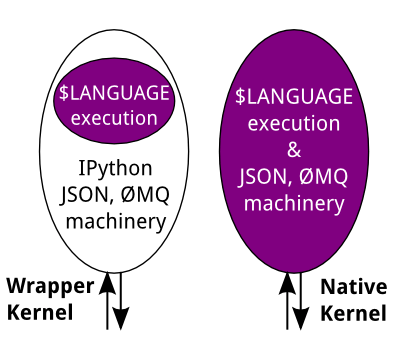 $LANGUAGE
execution
IPython
JSON, ØMQ
machinery
Wrapper
Kernel
$LANGUAGE
execution
&
JSON, ØMQ
machinery
Native
Kernel